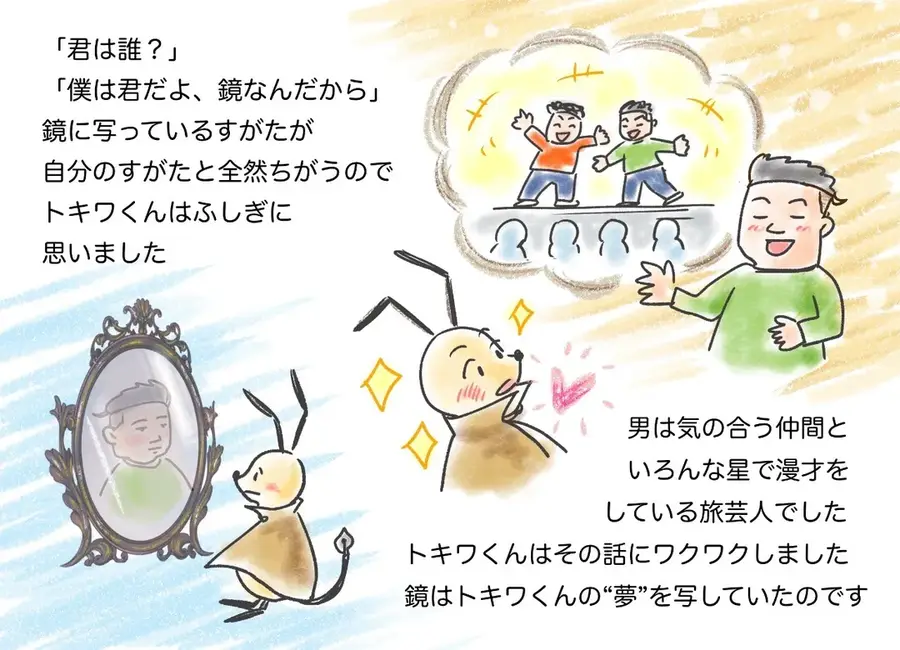 「君は誰？」
「僕は君だよ、鏡なんだから」
鏡に写っているすがたが
自分のすがたと全然ちがうので
トキワくんはふしぎに
思いました
男は気の合う仲間と
いろんな星で漫才を
している旅芸人でした
トキワくんはその話にワクワクしました
鏡はトキワくんの“夢”を写していたのです